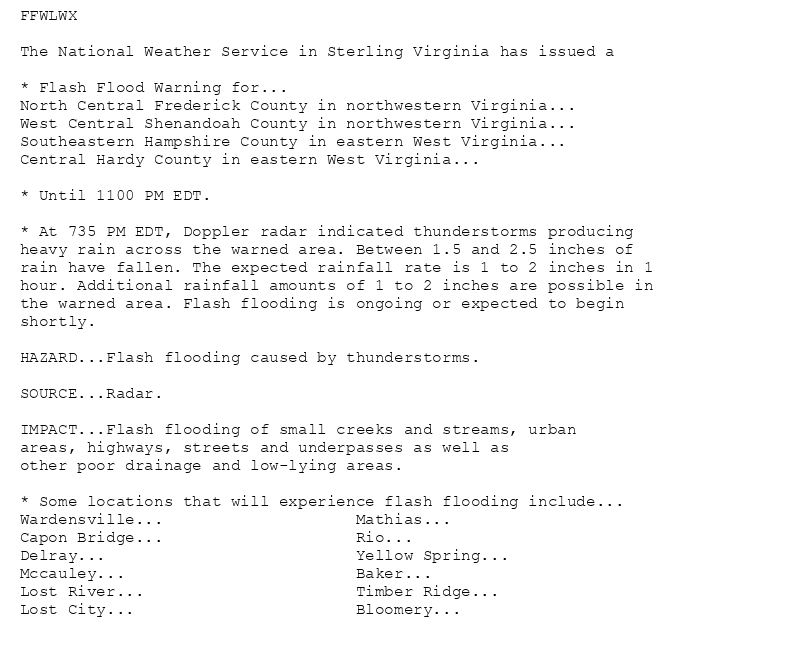 FFWLWX
The National Weather Service in Sterling Virginia has issued a
* Flash Flood Warning for...
North Central Frederick County in northwestern Virginia...
West Central Shenandoah County in northwestern Virginia...
Southeastern Hampshire County in eastern West Virginia...
Central Hardy County in eastern West Virginia...
* Until 1100 PM EDT.
* At 735 PM EDT, Doppler radar indicated thunderstorms producing
heavy rain across the warned area. Between 1.5 and 2.5 inches of
rain have fallen. The expected rainfall rate is 1 to 2 inches in 1
hour. Additional rainfall amounts of 1 to 2 inches are possible in
the warned area. Flash flooding is ongoing or expected to begin
shortly.
HAZARD...Flash flooding caused by thunderstorms.
SOURCE...Radar.
IMPACT...Flash flooding of small creeks and streams, urban
areas, highways, streets and underpasses as well as
other poor drainage and low-lying areas.
* Some locations that will experience flash flooding include...
Wardensville... Mathias...
Capon Bridge... Rio...
Delray... Yellow Spring...
Mccauley... Baker...
Lost River... Timber Ridge...
Lost City... Bloomery...